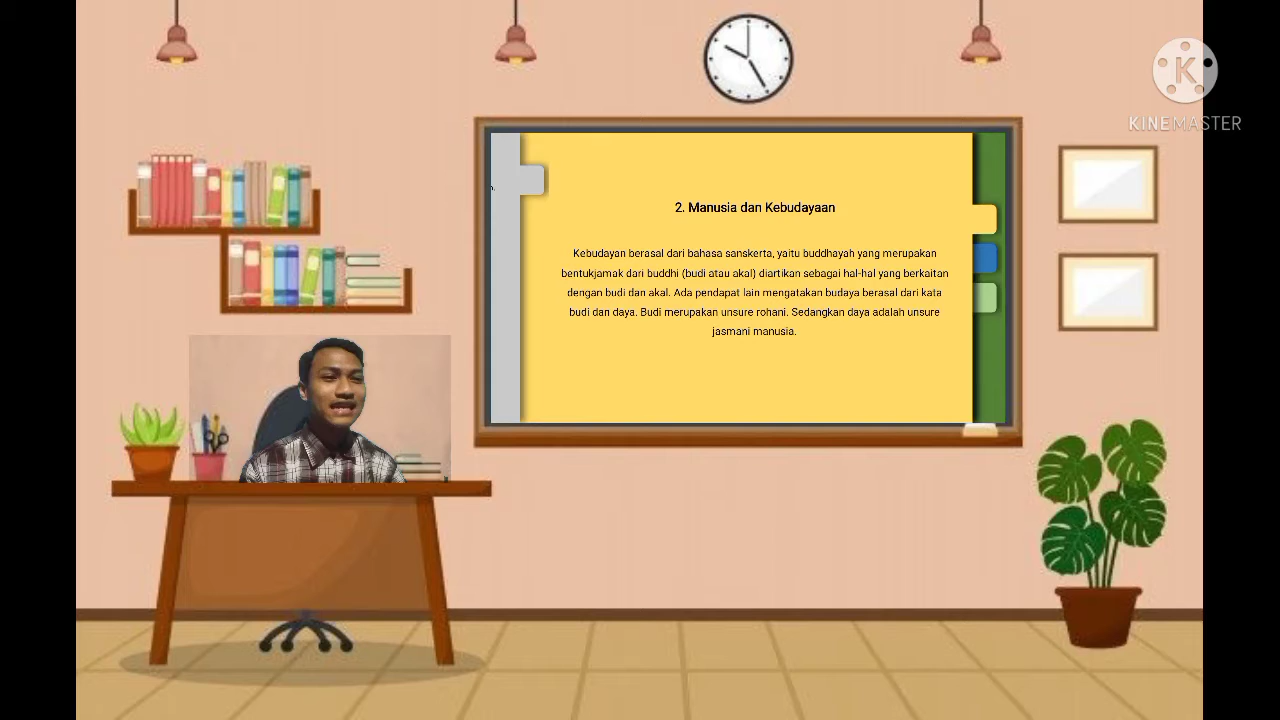 KINEMASTER
n.
2. Manusia dan Kebudayaan
Kebudayan berasal dari bahasa sanskerta, yaitu buddhayah yang merupakan
bentukjamak dari buddhi (budi atau akal) diartikan sebagai hal-hal yang berkaitan
dengan budi dan akal. Ada pendapat lain mengatakan budaya berasal dari kata
budi dan daya. Budi merupakan unsure rohani. Sedangkan daya adalah unsure
jasmani manusia.